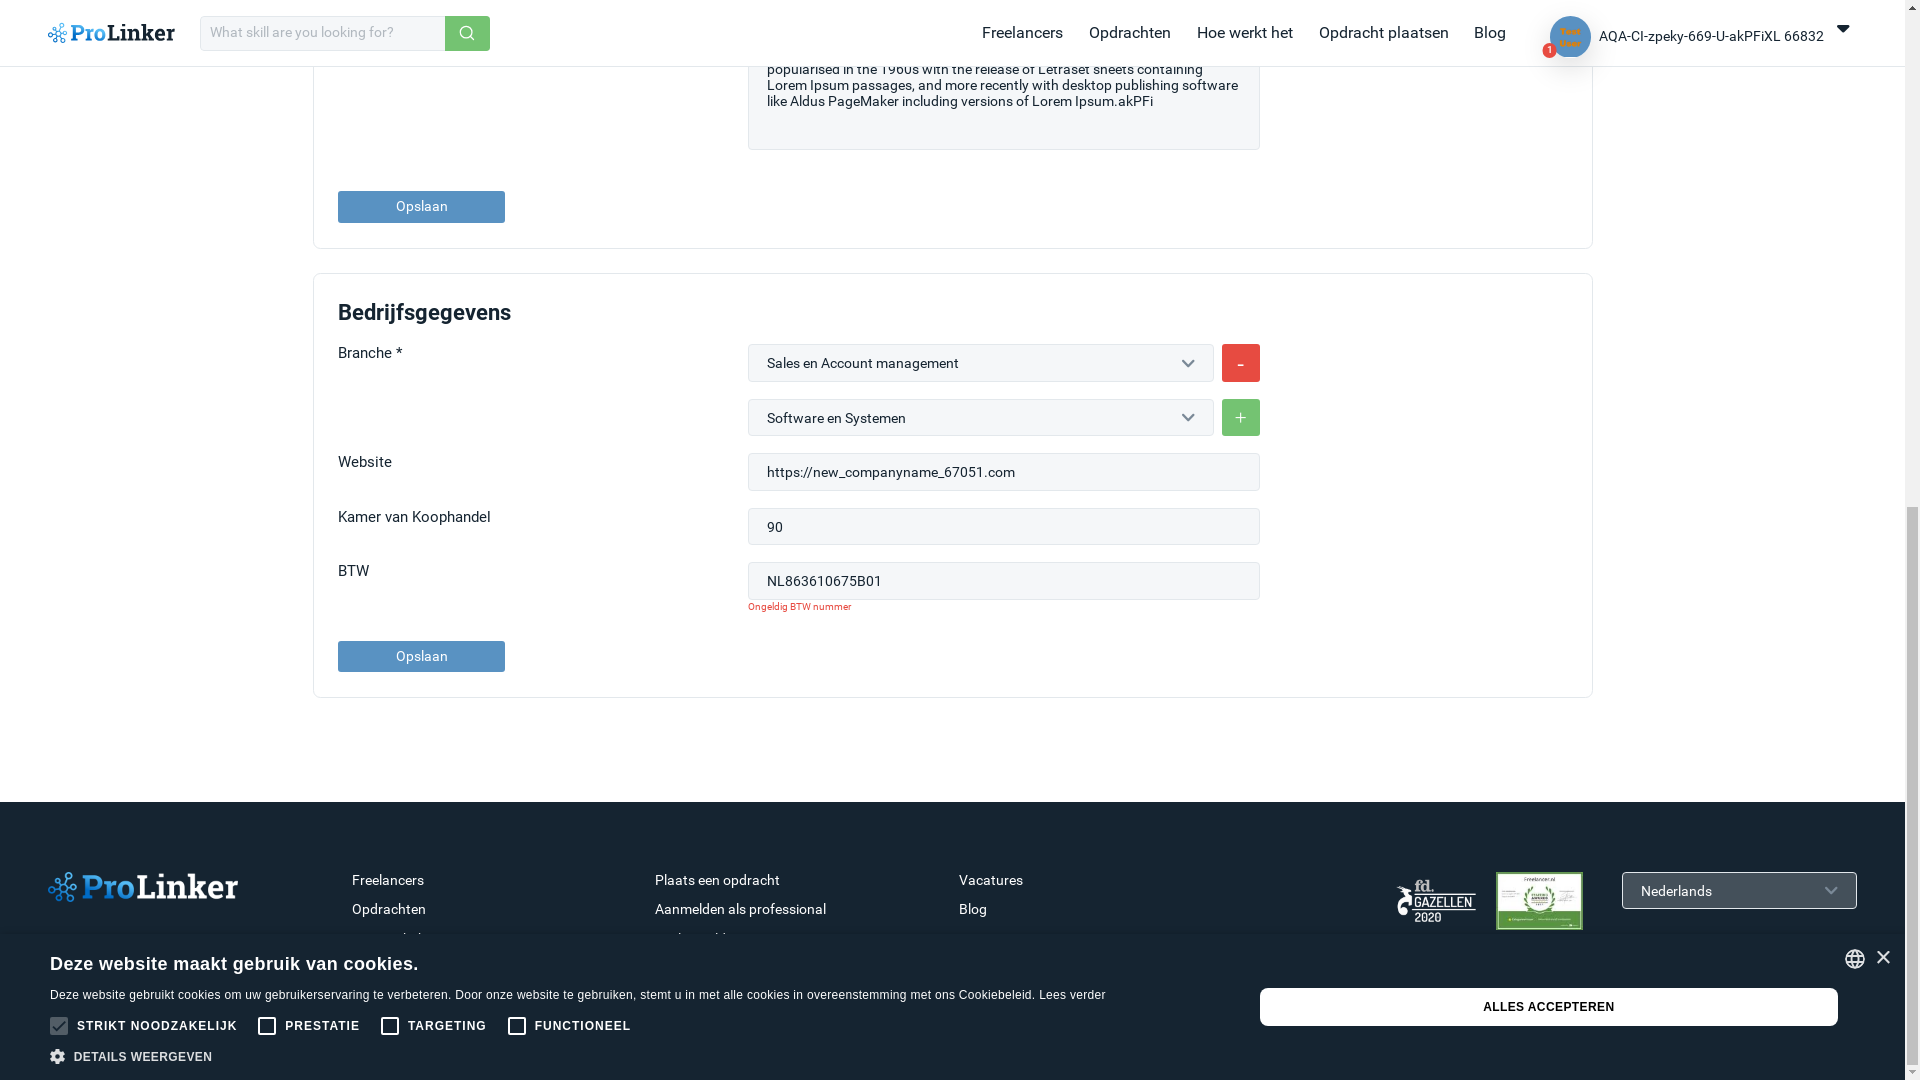 ProLinker
What skill are you looking for?
Freelancers
Opdrachten
Hoe werkt het
Opdracht plaatsen
Blog
Test User
1
AQA-CI-zpeky-669-U-akPFiXL 66832
popularised in the 1960s with the release of Letraset sheets containing
Lorem Ipsum passages, and more recently with desktop publishing software
like Aldus PageMaker including versions of Lorem Ipsum.akPFi
Opslaan
Bedrijfsgegevens
Branche *
Sales en Account management
-
Software en Systemen
+
Website
https://new_companyname_67051.com
Kamer van Koophandel
90
BTW
NL863610675B01
Ongeldig BTW nummer
Opslaan
ProLinker
Freelancers
Opdrachten
Plaats een opdracht
Aanmelden als professional
Vacatures
Blog
fd.
GAZELLEN
2020
Freelancer.nl
Nederlands
Deze website maakt gebruik van cookies.
Deze website gebruikt cookies om uw gebruikerservaring te verbeteren. Door onze website te gebruiken, stemt u in met alle cookies in overeenstemming met ons Cookiebeleid. Lees verder
STRIKT NOODZAKELIJK
PRESTATIE
TARGETING
FUNCTIONEEL
DETAILS WEERGEVEN
ALLES ACCEPTEREN
×